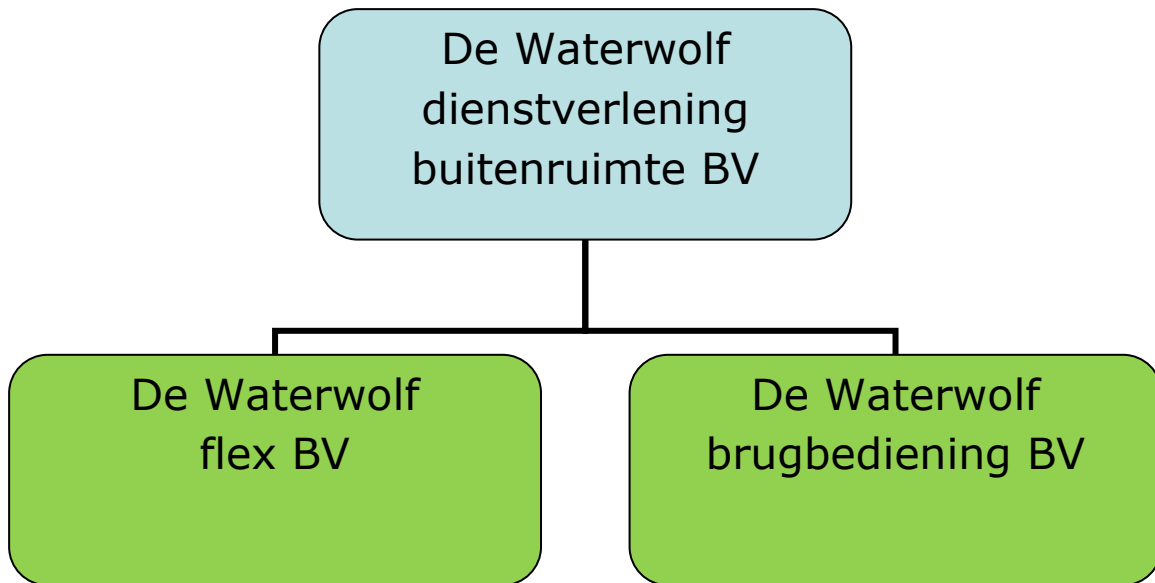 De Waterwolf
dienstverlening
buitenruimte BV
De Waterwolf
flex BV
De Waterwolf
brugbediening BV